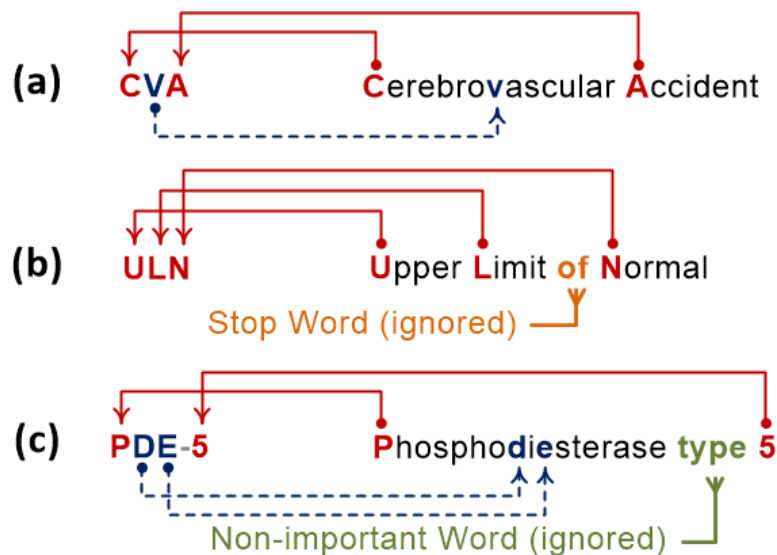 (a) CVA Cerebrovascular Accident
(b) ULN Upper Limit of Normal
Stop Word (ignored)
(c) PDE-5 Phosphodiesterase type 5
Non-important Word (ignored)